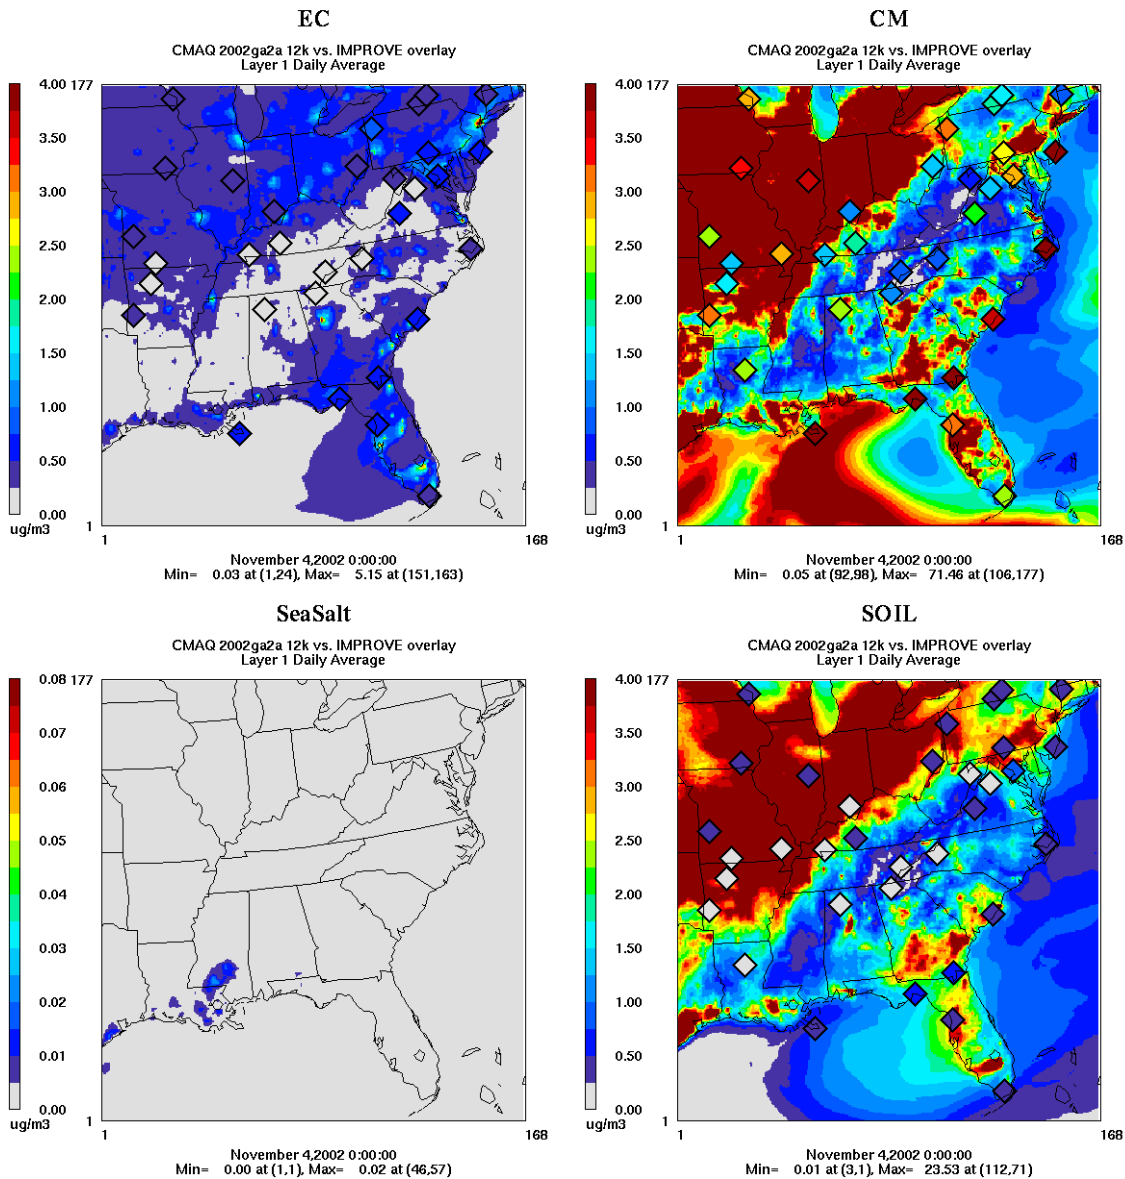 EC
CMAQ 2002ga2a 12k vs. IMPROVE overlay
Layer 1 Daily Average
4.00 177
3.50
3.00
2.50
2.00
1.50
1.00
0.50
0.00
ug/m3
1
1 168
November 4,2002 0:00:00
Min= 0.03 at (1,24), Max= 5.15 at (151,163)
CM
CMAQ 2002ga2a 12k vs. IMPROVE overlay
Layer 1 Daily Average
4.00 177
3.50
3.00
2.50
2.00
1.50
1.00
0.50
0.00
ug/m3
1
1 168
November 4,2002 0:00:00
Min= 0.05 at (92,98), Max= 71.46 at (106,177)
SeaSalt
CMAQ 2002ga2a 12k vs. IMPROVE overlay
Layer 1 Daily Average
0.08 177
0.07
0.06
0.05
0.04
0.03
0.02
0.01
0.00
ug/m3
1
1 168
November 4,2002 0:00:00
Min= 0.00 at (1,1), Max= 0.02 at (46,57)
SOIL
CMAQ 2002ga2a 12k vs. IMPROVE overlay
Layer 1 Daily Average
4.00 177
3.50
3.00
2.50
2.00
1.50
1.00
0.50
0.00
ug/m3
1
1 168
November 4,2002 0:00:00
Min= 0.01 at (3,1), Max= 23.53 at (112,71)